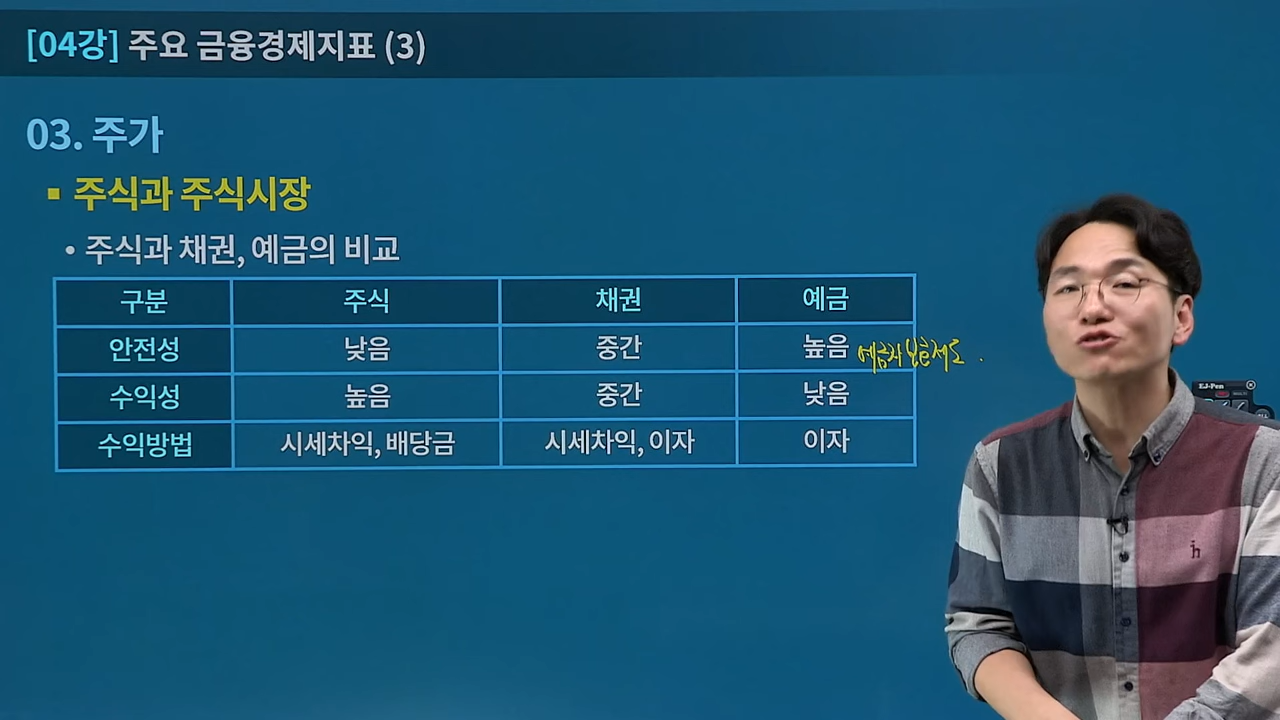 [04강] 주요 금융경제지표 (3)
03. 주가
▪ 주식과 주식시장
• 주식과 채권, 예금의 비교
구분 주식 채권 예금
안전성 낮음 중간 높음 예금자보호제도.
수익성 높음 중간 낮음
수익방법 시세차익, 배당금 시세차익, 이자 이자
EJ-Pen
h